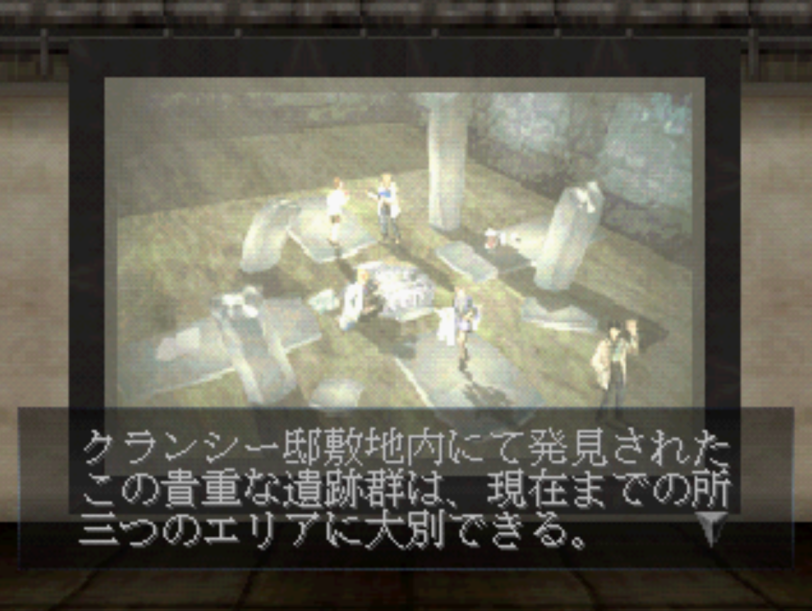 クランシー邸敷地内にて発見された
この貴重な遺跡群は、現在までの所
三つのエリアに大別できる。